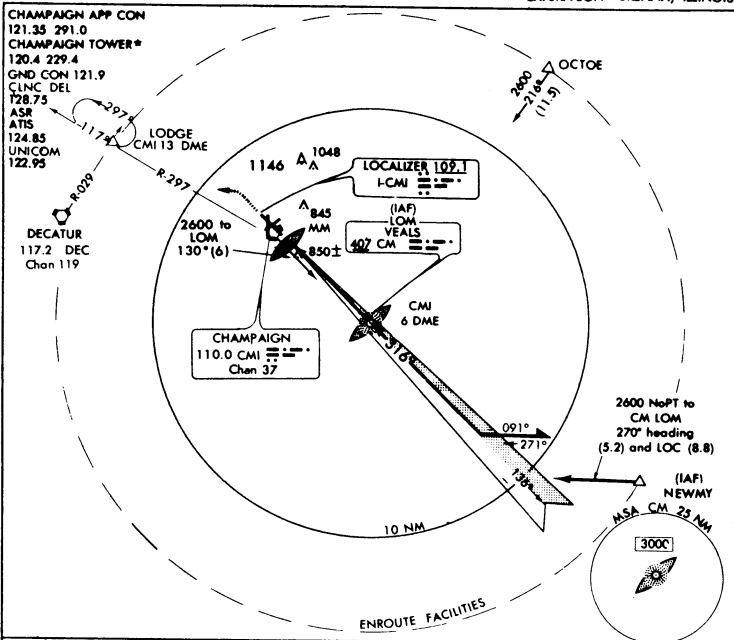 CHAMPAIGN APP CON
121.35 291.0
CHAMPAIGN TOWER*
120.4 229.4
GND CON 121.9
CLNC DEL
128.75
ASR
ATIS
124.85
UNICOM
122.95
OCTOE
2600
216°
(11.5)
297°
117°
LODGE
CMI 13 DME
R-297
R-029
DECATUR
117.2 DEC
Chan 119
1146
1048
LOCALIZER 109.1
I-CMI
845
MM
850±
2600 to
LOM
130° (6)
(IAF)
LOM
VEALS
407 CM
CMI
6 DME
CHAMPAIGN
110.0 CMI
Chan 37
316°
091°
271°
136°
2600 NoPT to
CM LOM
270° heading
(5.2) and LOC (8.8)
(IAF)
NEWMY
MSA CM 25 NM
3000
10 NM
ENROUTE FACILITIES